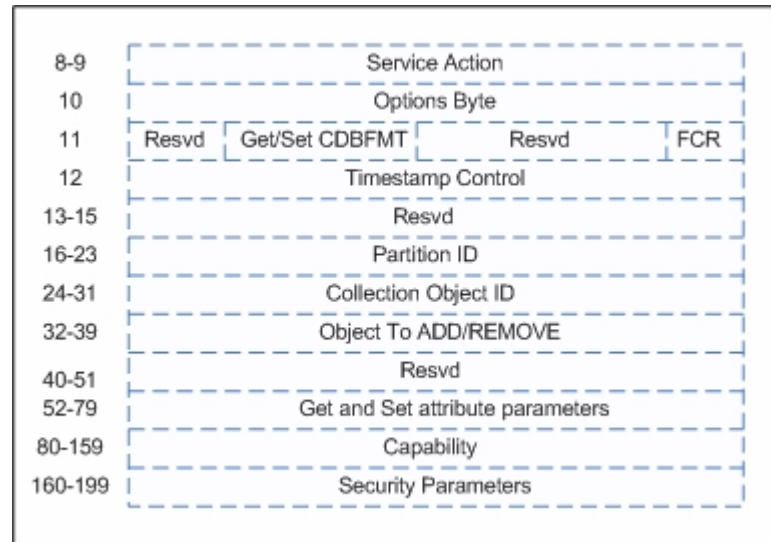 8-9 Service Action
10 Options Byte
11 Resvd Get/Set CDBFMT Resvd FCR
12 Timestamp Control
13-15 Resvd
16-23 Partition ID
24-31 Collection Object ID
32-39 Object To ADD/REMOVE
40-51 Resvd
52-79 Get and Set attribute parameters
80-159 Capability
160-199 Security Parameters